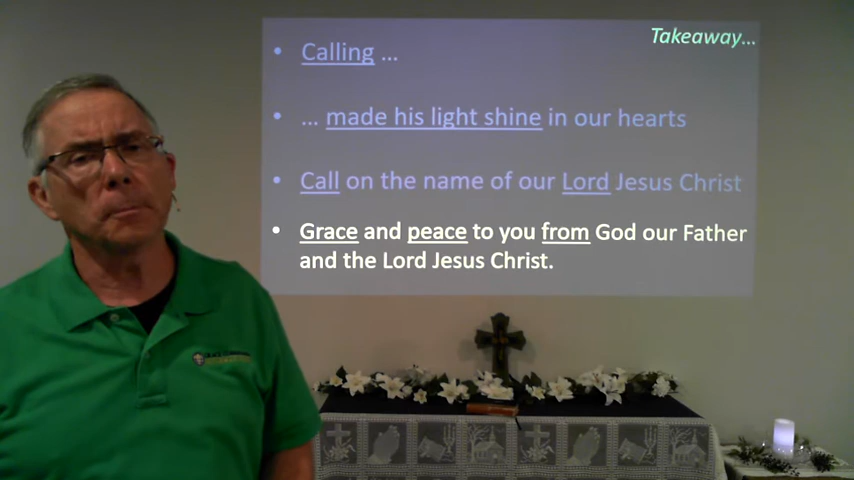 Takeaway...
• Calling ...
• ... made his light shine in our hearts
• Call on the name of our Lord Jesus Christ
• Grace and peace to you from God our Father
and the Lord Jesus Christ.